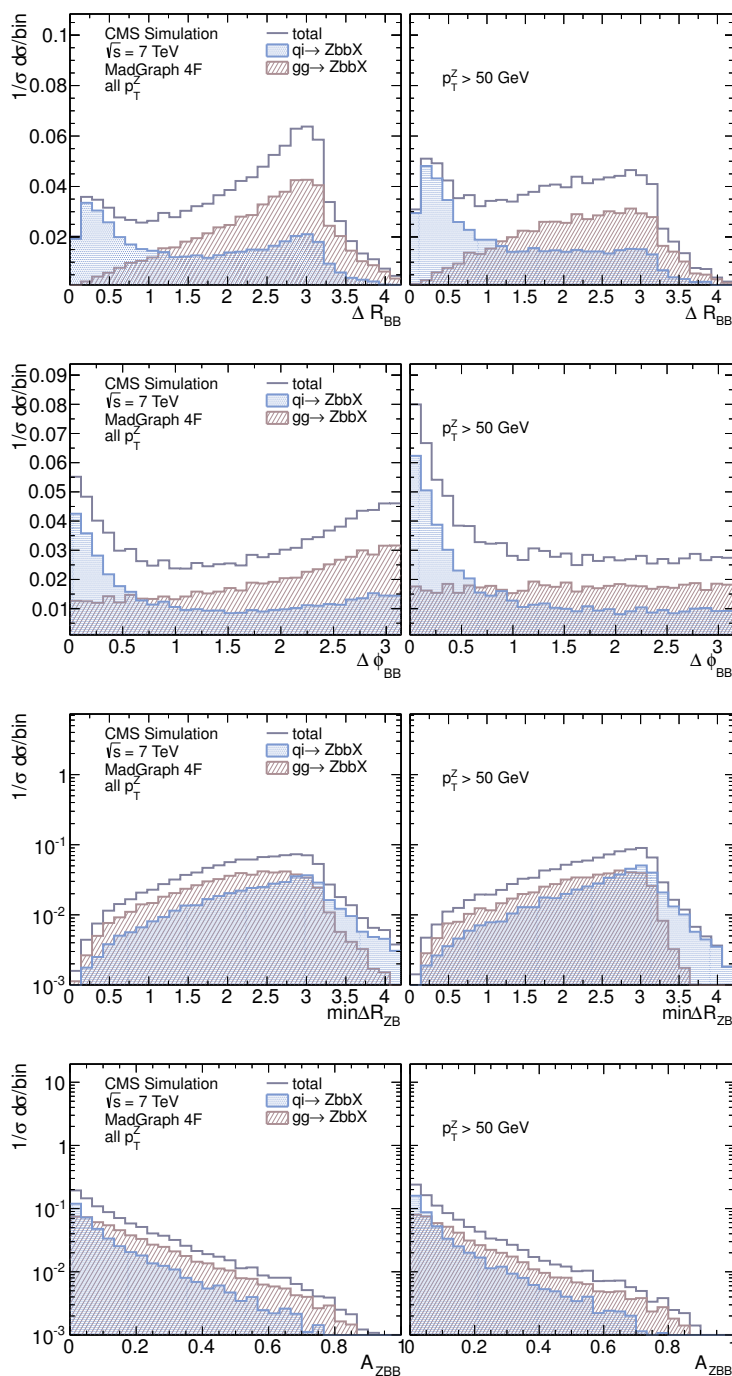 1/σ dσ/bin
0.1
0.08
0.06
0.04
0.02
CMS Simulation
√s = 7 TeV
MadGraph 4F
all p_T^Z
total
qi→ ZbbX
gg→ ZbbX
p_T^Z > 50 GeV
0 0.5 1 1.5 2 2.5 3 3.5 4
Δ R_BB
0 0.5 1 1.5 2 2.5 3 3.5 4
Δ R_BB
1/σ dσ/bin
0.09
0.08
0.07
0.06
0.05
0.04
0.03
0.02
0.01
CMS Simulation
√s = 7 TeV
MadGraph 4F
all p_T^Z
total
qi→ ZbbX
gg→ ZbbX
p_T^Z > 50 GeV
0 0.5 1 1.5 2 2.5 3
Δ ϕ_BB
0 0.5 1 1.5 2 2.5 3
Δ ϕ_BB
1/σ dσ/bin
1
10^-1
10^-2
10^-3
CMS Simulation
√s = 7 TeV
MadGraph 4F
all p_T^Z
total
qi→ ZbbX
gg→ ZbbX
p_T^Z > 50 GeV
0 0.5 1 1.5 2 2.5 3 3.5 4
minΔR_ZB
0.5 1 1.5 2 2.5 3 3.5 4
minΔR_ZB
1/σ dσ/bin
10
1
10^-1
10^-2
10^-3
CMS Simulation
√s = 7 TeV
MadGraph 4F
all p_T^Z
total
qi→ ZbbX
gg→ ZbbX
p_T^Z > 50 GeV
0 0.2 0.4 0.6 0.8
A_ZBB
0 0.2 0.4 0.6 0.8
A_ZBB